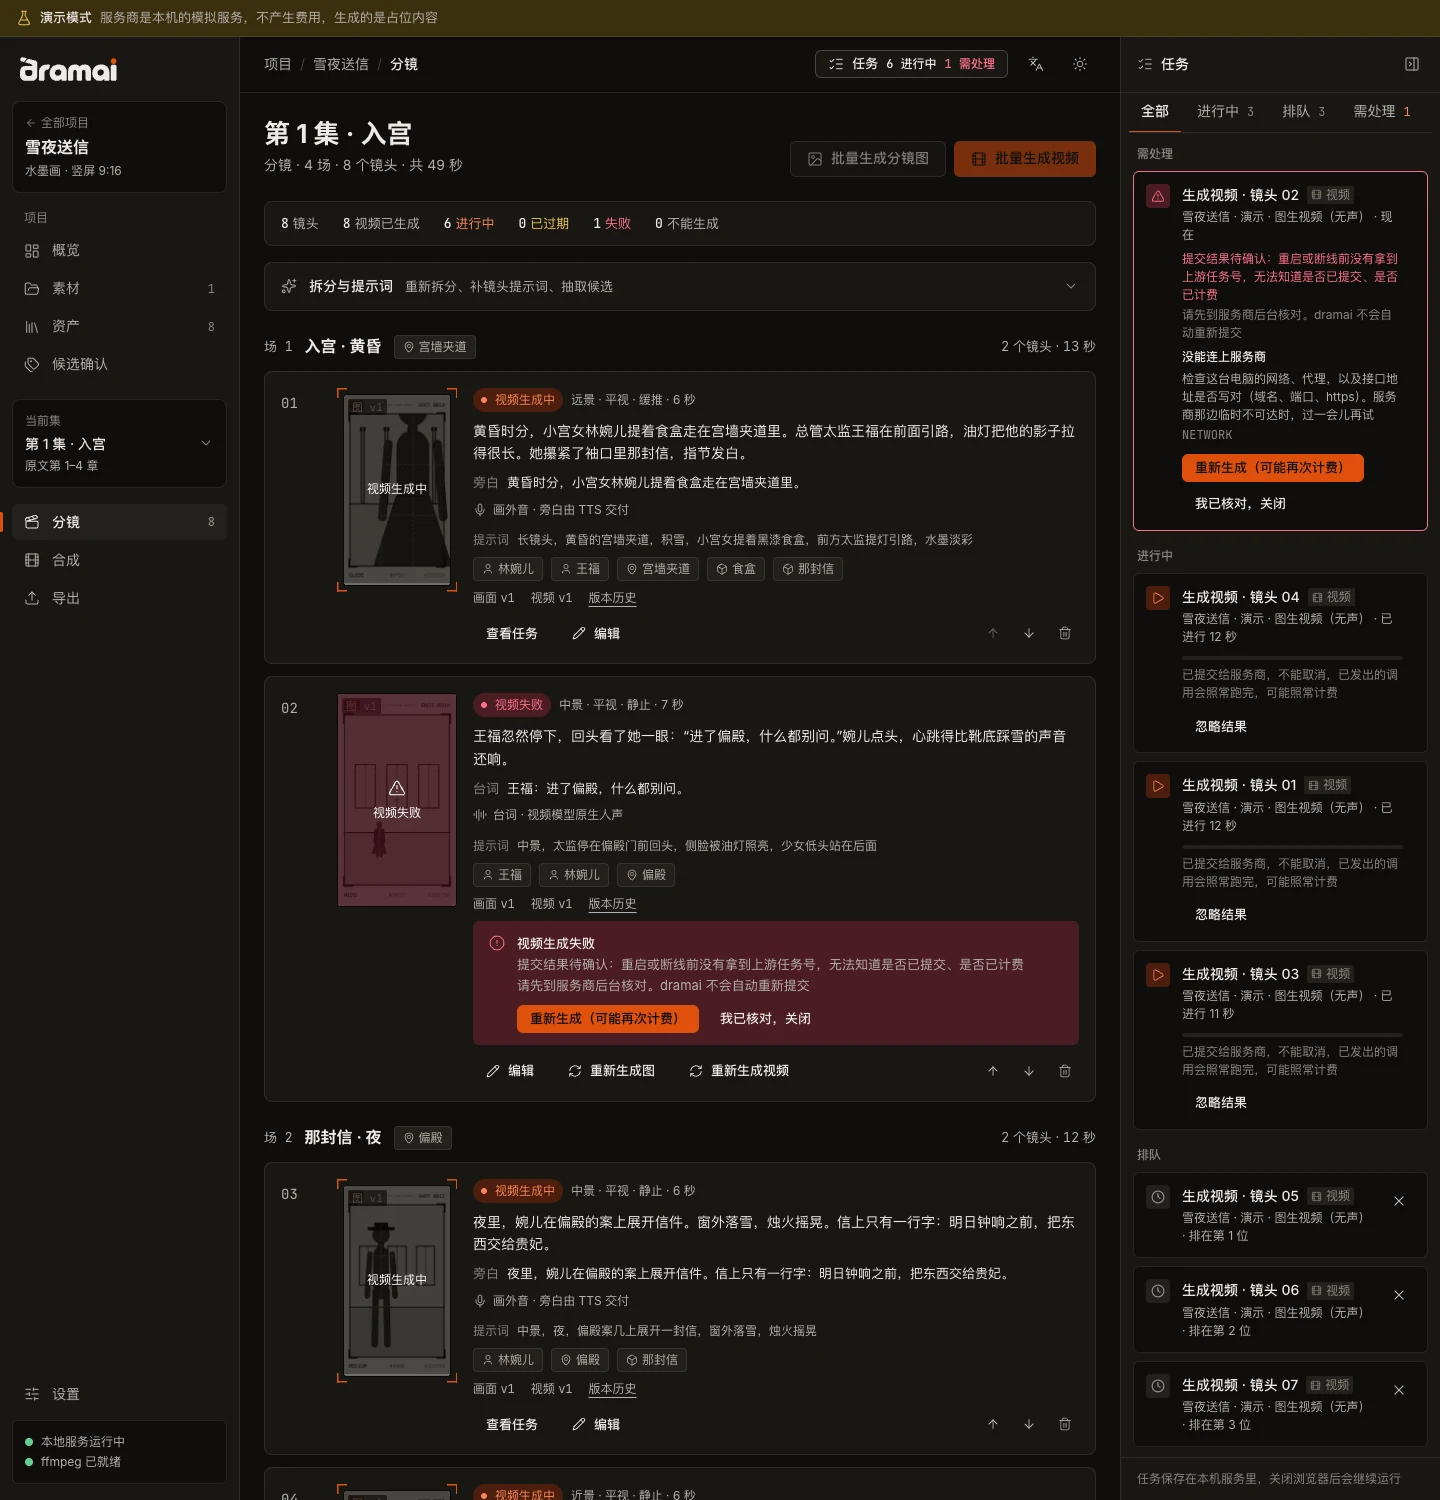 演示模式 服务商是本机的模拟服务，不产生费用，生成的是占位内容
dramai
← 全部项目
雪夜送信
水墨画 · 竖屏 9:16
项目
概览
素材 1
资产 8
候选确认
当前集
第 1 集 · 入宫
原文第 1–4 章
分镜 8
合成
导出
设置
本地服务运行中
ffmpeg 已就绪
项目 / 雪夜送信 / 分镜
任务 6 进行中 1 需处理
第 1 集 · 入宫
分镜 · 4 场 · 8 个镜头 · 共 49 秒
批量生成分镜图
批量生成视频
8 镜头 8 视频已生成 6 进行中 0 已过期 1 失败 0 不能生成
拆分与提示词 重新拆分、补镜头提示词、抽取候选
场 1 入宫 · 黄昏 宫墙夹道 2 个镜头 · 13 秒
01
图 v1
视频生成中
视频生成中 远景 · 平视 · 缓推 · 6 秒
黄昏时分，小宫女林婉儿提着食盒走在宫墙夹道里。总管太监王福在前面引路，油灯把他的影子拉
得很长。她攥紧了袖口里那封信，指节发白。
旁白 黄昏时分，小宫女林婉儿提着食盒走在宫墙夹道里。
画外音 · 旁白由 TTS 交付
提示词 长镜头，黄昏的宫墙夹道，积雪，小宫女提着黑漆食盒，前方太监提灯引路，水墨淡彩
林婉儿 王福 宫墙夹道 食盒 那封信
画面 v1 视频 v1 版本历史
查看任务 编辑
02
图 v1
视频失败
视频失败 中景 · 平视 · 静止 · 7 秒
王福忽然停下，回头看了她一眼：“进了偏殿，什么都别问。”婉儿点头，心跳得比靴底踩雪的声音
还响。
台词 王福：进了偏殿，什么都别问。
台词 · 视频模型原生人声
提示词 中景，太监停在偏殿门前回头，侧脸被油灯照亮，少女低头站在后面
王福 林婉儿 偏殿
画面 v1 视频 v1 版本历史
视频生成失败
提交结果待确认：重启或断线前没有拿到上游任务号，无法知道是否已提交、是否已计费
请先到服务商后台核对。dramai 不会自动重新提交
重新生成（可能再次计费） 我已核对，关闭
编辑 重新生成图 重新生成视频
场 2 那封信 · 夜 偏殿 2 个镜头 · 12 秒
03
图 v1
视频生成中
视频生成中 中景 · 平视 · 静止 · 6 秒
夜里，婉儿在偏殿的案上展开信件。窗外落雪，烛火摇晃。信上只有一行字：明日钟响之前，把东
西交给贵妃。
旁白 夜里，婉儿在偏殿的案上展开信件。信上只有一行字：明日钟响之前，把东西交给贵妃。
画外音 · 旁白由 TTS 交付
提示词 中景，夜，偏殿案几上展开一封信，窗外落雪，烛火摇晃
林婉儿 偏殿 那封信
画面 v1 视频 v1 版本历史
查看任务 编辑
04
视频生成中 近景 · 平视 · 静止 · 6 秒
任务
全部 进行中 3 排队 3 需处理 1
需处理
生成视频 · 镜头 02 视频
雪夜送信 · 演示 · 图生视频（无声） · 现
在
提交结果待确认：重启或断线前没有拿到
上游任务号，无法知道是否已提交、是否
已计费
请先到服务商后台核对。dramai 不会自
动重新提交
没能连上服务商
检查这台电脑的网络、代理，以及接口地
址是否写对（域名、端口、https）。服务
商那边临时不可达时，过一会儿再试
NETWORK
重新生成（可能再次计费）
我已核对，关闭
进行中
生成视频 · 镜头 04 视频
雪夜送信 · 演示 · 图生视频（无声） · 已
进行 12 秒
已提交给服务商，不能取消，已发出的调
用会照常跑完，可能照常计费
忽略结果
生成视频 · 镜头 01 视频
雪夜送信 · 演示 · 图生视频（无声） · 已
进行 12 秒
已提交给服务商，不能取消，已发出的调
用会照常跑完，可能照常计费
忽略结果
生成视频 · 镜头 03 视频
雪夜送信 · 演示 · 图生视频（无声） · 已
进行 11 秒
已提交给服务商，不能取消，已发出的调
用会照常跑完，可能照常计费
忽略结果
排队
生成视频 · 镜头 05 视频
雪夜送信 · 演示 · 图生视频（无声）
· 排在第 1 位
生成视频 · 镜头 06 视频
雪夜送信 · 演示 · 图生视频（无声）
· 排在第 2 位
生成视频 · 镜头 07 视频
雪夜送信 · 演示 · 图生视频（无声）
· 排在第 3 位
任务保存在本机服务里，关闭浏览器后会继续运行